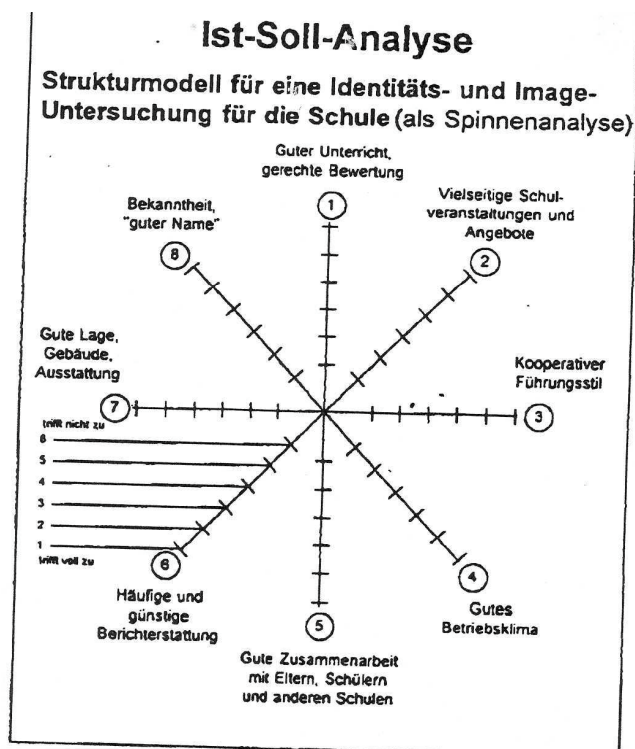 Ist-Soll-Analyse
Strukturmodell für eine Identitäts- und Image-
Untersuchung für die Schule (als Spinnenanalyse)
Guter Unterricht,
gerechte Bewertung
1
Vielseitige Schul-
veranstaltungen und
Angebote
2
Kooperativer
Führungsstil
3
4
Gutes
Betriebsklima
5
Gute Zusammenarbeit
mit Eltern, Schülern
und anderen Schulen
6
Häufige und
günstige
Berichterstattung
Gute Lage,
Gebäude,
Ausstattung
7
Bekanntheit,
"guter Name"
8
trifft nicht zu
6
5
4
3
2
1
trifft voll zu